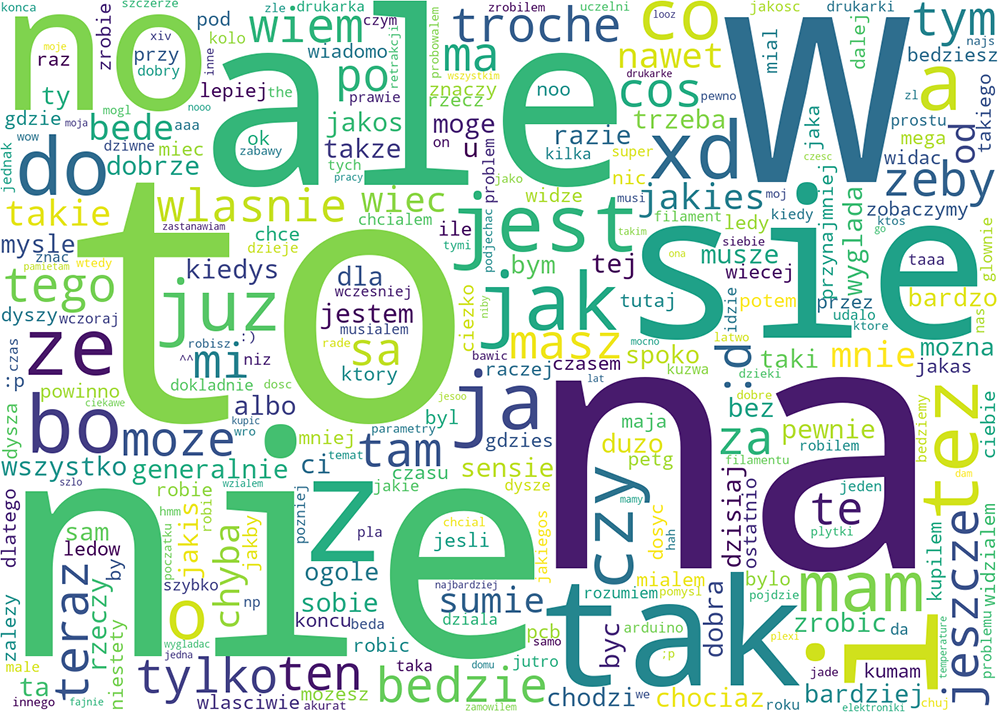 konca
szczerze
zle
drukarka
zrobilem
uczelni
looz
jakosc
drukarki
tym
najs
no
moje
raz
zrobie
xiv
przy
dobry
pod
kolo
inne
wiem
wiadomo
czym
retrakcji
probowalem
troche
ma
co
nawet
W
mial
dalej
bedziesz
ale
po
lepiej
the
prawie
znaczy
rzecz
wszystkim
noo
drukarke
cos
pewno
zl
a
takiego
ty
gdzie
mogl
moja
nooo
bede
aaa
ok
zabawy
jakos
moge
on
u
problem
razie
kilka
super
trzeba
xd
jaka
prostu
mega
od
wow
jednak
do
dziwne
miec
dobrze
takze
tych
pracy
jako
nic
musi
jakies
moj
czesc
widac
zeby
takie
wlasnie
zastanawiam
wiec
chcialem
ile
tymi
podjechac
widze
jest
filament
takim
ledy
kiedy
siebie
przynajmniej
wyglada
zobaczymy
ktos
go
glownie
mysle
znac
pamietam
wtedy
to
chce
dzieje
kiedys
dla
wczesniej
bym
tej
ona
musze
wiecej
sie
taaa
tego
dyszy
wczoraj
juz
:)
robisz
jestem
musialem
rade
ciezko
niby
jak
tutaj
idzie
potem
przez
udalo
ktore
bardzo
nas
ze
czas
:p
^^
mi
niz
sa
ktory
dokladnie
dosc
bawic
raczej
masz
czasem
lat
mocno
spoko
kuzwa
latwo
:d
dzieki
taki
mnie
mozna
jakas
powinno
ciekawe
dysza
bo
moze
albo
kupic
wro
jesoo
byl
mniej
parametry
temat
tam
ja
gdzies
na
maja
duzo
petg
dobre
bez
za
filamentu
pewnie
robilem
bedziemy
tez
ciebie
dam
wszystko
szlo
generalnie
wzialem
ci
czasu
jakie
sensie
dysze
czy
mamy
dosyc
hah
dzisiaj
ostatnio
jeden
te
plytki
dlatego
nie
sam
ledow
by
hmm
robie
robie
poczatku
jakis
szybko
chyba
jakby
z
pozniej
pla
chcial
jesli
jakiegos
ogole
najbardziej
rozumiem
mialem
pomysl
bylo
pojdzie
mam
jeszcze
kupilem
widzialem
zalezy
teraz
rzeczy
niestety
o
np
wygladac
jedna
sobie
koncu
beda
sumie
dziala
samo
pcb
tak
byc
arduino
;p
dobra
plexi
zrobic
da
i
temperature
problemu
male
ta
innego
fajnie
tylko
ten
wlasciwie
mozesz
akurat
robic
taka
domu
bedzie
zamowilem
jutro
chodzi
we
chociaz
roku
jade
kumam
bardziej
elektroniki
chuj